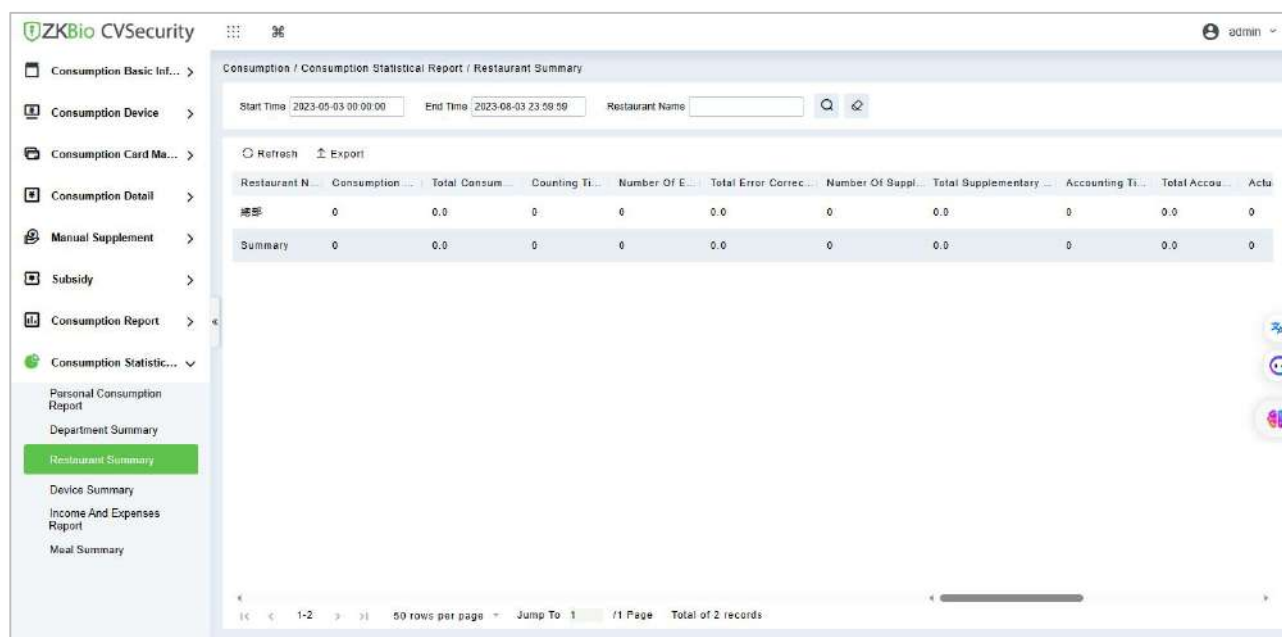 ZKBio CVSecurity
admin
Consumption Basic Inf... >
Consumption Device >
Consumption Card Ma... >
Consumption Detail >
Manual Supplement >
Subsidy >
Consumption Report >
Consumption Statistic...
Personal Consumption
Report
Department Summary
Restaurant Summary
Device Summary
Income And Expenses
Report
Meal Summary
Consumption / Consumption Statistical Report / Restaurant Summary
Start Time 2023-05-03 00:00:00 End Time 2023-08-03 23:59:59 Restaurant Name
Refresh Export
Restaurant N... Consumption ... Total Consum... Counting Ti... Number Of E... Total Error Correc... Number Of Suppl... Total Supplementary ... Accounting Ti... Total Accou... Actu
總部 0 0.0 0 0 0.0 0 0.0 0 0.0 0
Summary 0 0.0 0 0 0.0 0 0.0 0 0.0 0
1-2 50 rows per page Jump To 1 /1 Page Total of 2 records